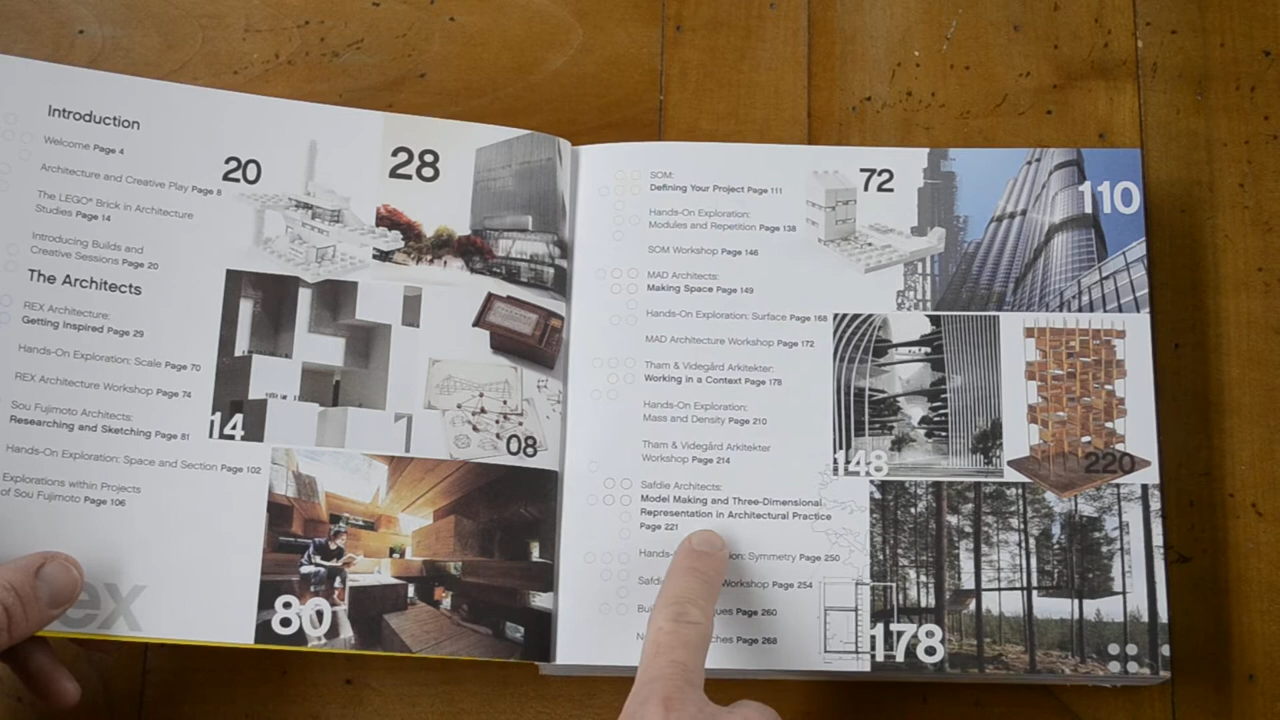 Introduction
Welcome Page 4
Architecture and Creative Play Page 8
The LEGO® Brick in Architecture
Studies Page 14
Introducing Builds and
Creative Sessions Page 20
The Architects
REX Architecture:
Getting Inspired Page 29
Hands-On Exploration: Scale Page 70
REX Architecture Workshop Page 74
Sou Fujimoto Architects:
Researching and Sketching Page 81
Hands-On Exploration: Space and Section Page 102
Explorations within Projects
of Sou Fujimoto Page 106
ex
20
28
14
08
80
SOM:
Defining Your Project Page 111
Hands-On Exploration:
Modules and Repetition Page 138
SOM Workshop Page 146
MAD Architects:
Making Space Page 149
Hands-On Exploration: Surface Page 168
MAD Architecture Workshop Page 172
Tham & Videgård Arkitekter:
Working in a Context Page 178
Hands-On Exploration:
Mass and Density Page 210
Tham & Videgård Arkitekter
Workshop Page 214
Safdie Architects:
Model Making and Three-Dimensional
Representation in Architectural Practice
Page 221
Hands- ion: Symmetry Page 250
Safdi Workshop Page 254
Bui ques Page 260
N ches Page 268
72
110
148
220
178